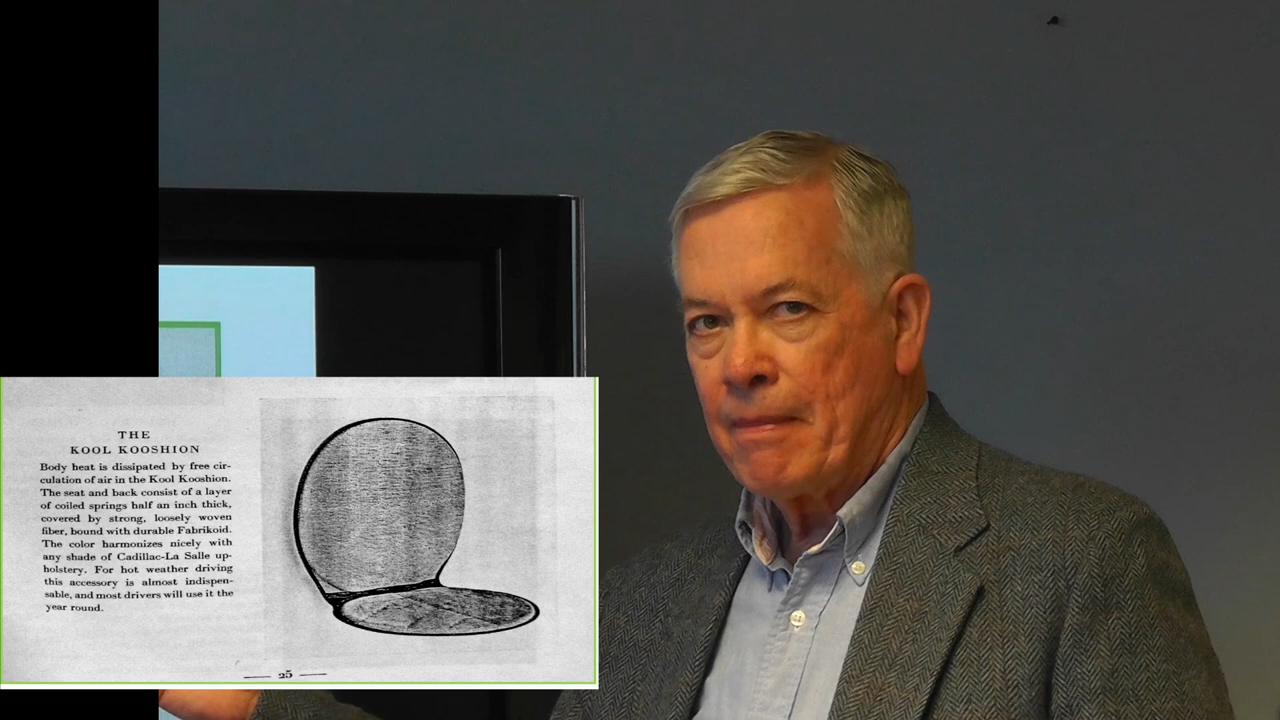 THE
KOOL KOOSHION
Body heat is dissipated by free cir-
culation of air in the Kool Kooshion.
The seat and back consist of a layer
of coiled springs half an inch thick,
covered by strong, loosely woven
fiber, bound with durable Fabrikoid.
The color harmonizes nicely with
any shade of Cadillac-La Salle up-
holstery. For hot weather driving
this accessory is almost indispen-
sable, and most drivers will use it the
year round.
25